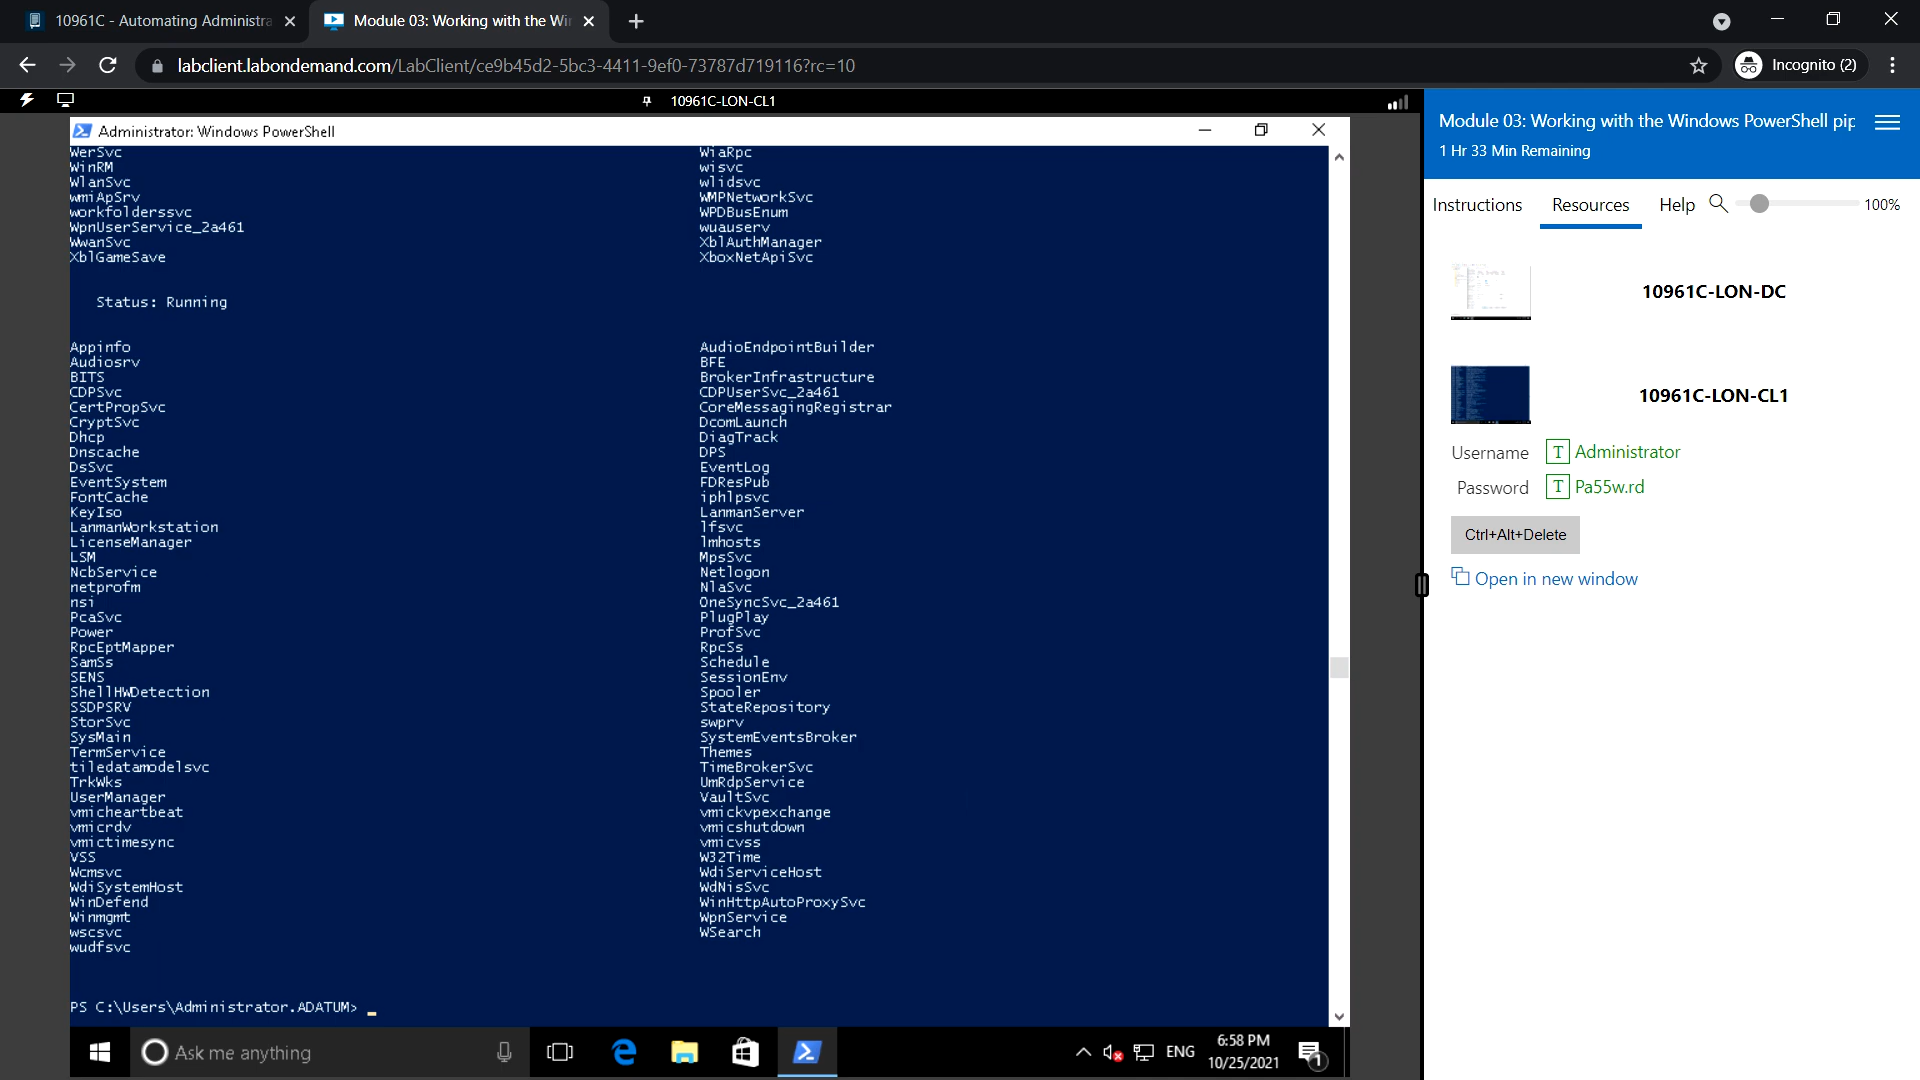 10961C - Automating Administra
Module 03: Working with the Wi
Incognito (2)
labclient.labondemand.com/LabClient/ce9b45d2-5bc3-4411-9ef0-73787d719116?rc=10
10961C-LON-CL1
Administrator: Windows PowerShell
WerSvc WiaRpc
WinRM wisvc
WlanSvc wlidsvc
wmiApSrv WMPNetworkSvc
workfolderssvc WPDBusEnum
WpnUserService_2a461 wuauserv
WwanSvc XblAuthManager
XblGameSave XboxNetApiSvc
Status: Running
Appinfo AudioEndpointBuilder
Audiosrv BFE
BITS BrokerInfrastructure
CDPSvc CDPUserSvc_2a461
CertPropSvc CoreMessagingRegistrar
CryptSvc DcomLaunch
Dhcp DiagTrack
Dnscache DPS
DsSvc EventLog
EventSystem FDResPub
FontCache iphlpsvc
KeyIso LanmanServer
LanmanWorkstation lfsvc
LicenseManager lmhosts
LSM MpsSvc
NcbService Netlogon
netprofm NlaSvc
nsi OneSyncSvc_2a461
PcaSvc PlugPlay
Power ProfSvc
RpcEptMapper RpcSs
SamSs Schedule
SENS SessionEnv
ShellHWDetection Spooler
SSDPSRV StateRepository
StorSvc swprv
SysMain SystemEventsBroker
TermService Themes
tiledatamodelsvc TimeBrokerSvc
TrkWks UmRdpService
UserManager VaultSvc
vmicheartbeat vmickvpexchange
vmicrdv vmicshutdown
vmictimesync vmicvss
VSS W32Time
Wcmsvc WdiServiceHost
WdiSystemHost WdNisSvc
WinDefend WinHttpAutoProxySvc
Winmgmt WpnService
wscsvc WSearch
wudfsvc
PS C:\Users\Administrator.ADATUM> _
Ask me anything
ENG
6:58 PM
10/25/2021
1
Module 03: Working with the Windows PowerShell pip
1 Hr 33 Min Remaining
Instructions Resources Help 100%
10961C-LON-DC
10961C-LON-CL1
Username T Administrator
Password T Pa55w.rd
Ctrl+Alt+Delete
Open in new window